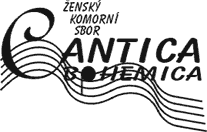 ŽENSKÝ
KOMORNÍ
SBOR
CANTICA
BOHEMICA